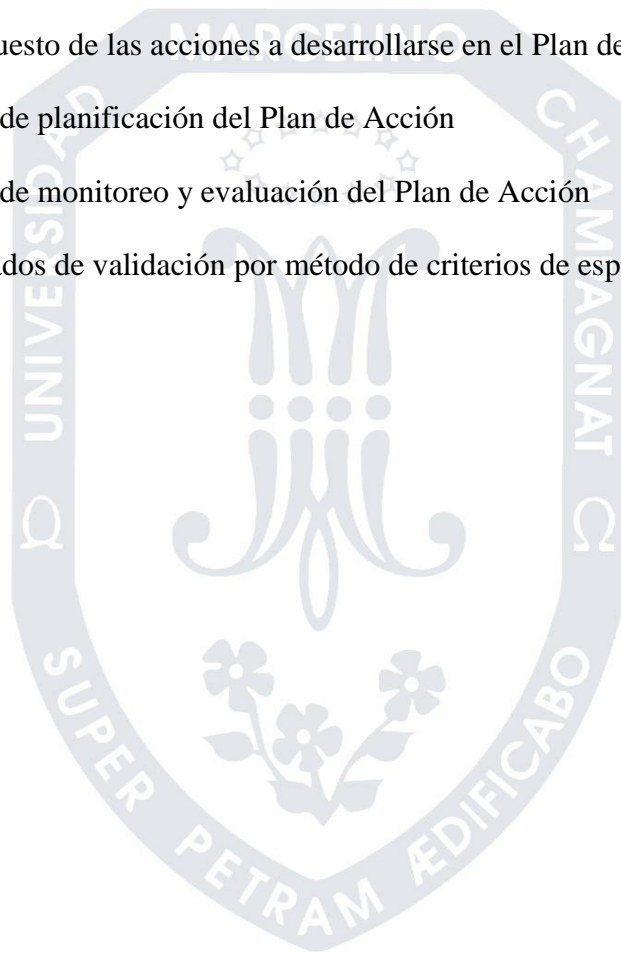 uesto de las acciones a desarrollarse en el Plan de
de planificación del Plan de Acción
de monitoreo y evaluación del Plan de Acción
ados de validación por método de criterios de esp
UNIVERSIDAD MARCELINO CHAMPAGNAT
SUPER PETRAM ÆDIFICABO